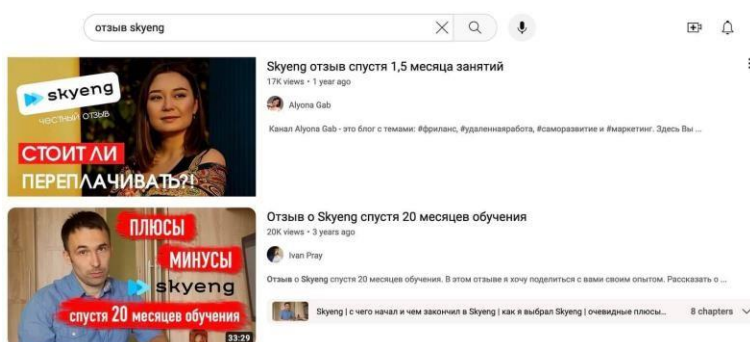 отзыв skyeng
skyeng
честный отзыв
СТОИТ ЛИ
ПЕРЕПЛАЧИВАТЬ?!
Skyeng отзыв спустя 1,5 месяца занятий
17K views • 1 year ago
Alyona Gab
Канал Alyona Gab - это блог с темами: #фриланс, #удаленнаяработа, #саморазвитие и #маркетинг. Здесь Вы ...
ПЛЮСЫ
МИНУСЫ
skyeng
спустя 20 месяцев обучения
33:29
Отзыв о Skyeng спустя 20 месяцев обучения
20K views • 3 years ago
Ivan Pray
Отзыв о Skyeng спустя 20 месяцев обучения. В этом отзыве я хочу поделиться с вами своим опытом. Рассказать о ...
Skyeng | с чего начал и чем закончил в Skyeng | как я выбрал Skyeng | очевидные плюсы...
8 chapters